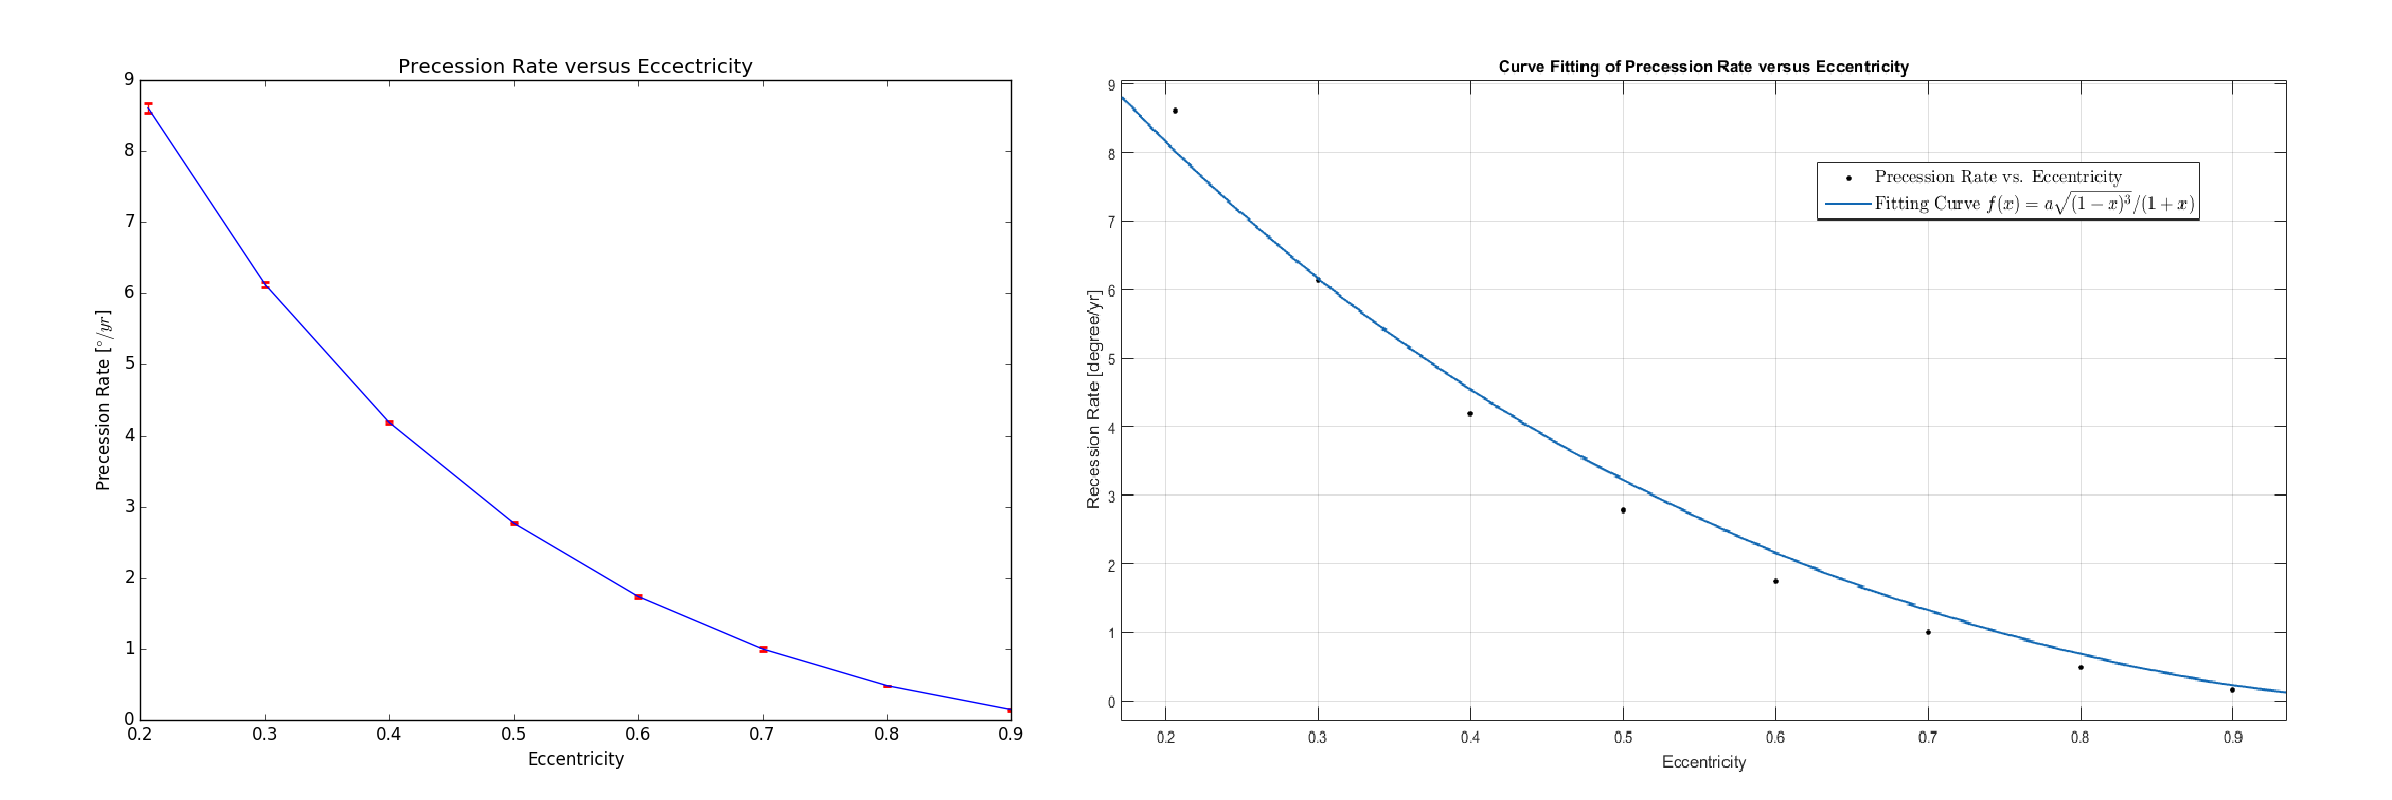 Precession Rate versus Eccectricity
9
8
7
6
5
4
3
2
1
0
Precession Rate [°/yr]
0.2 0.3 0.4 0.5 0.6 0.7 0.8 0.9
Eccentricity
Curve Fitting of Precession Rate versus Eccentricity
9
8
7
6
5
4
3
2
1
0
Recession Rate [degree/yr]
Precession Rate vs. Eccentricity
Fitting Curve f(x) = a√(1 − x)³/(1 + x)
0.2 0.3 0.4 0.5 0.6 0.7 0.8 0.9
Eccentricity